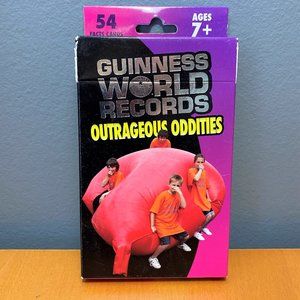 54
FACTS CARDS
AGES
7+
GUINNESS
WORLD
RECORDS
OUTRAGEOUS ODDITIES